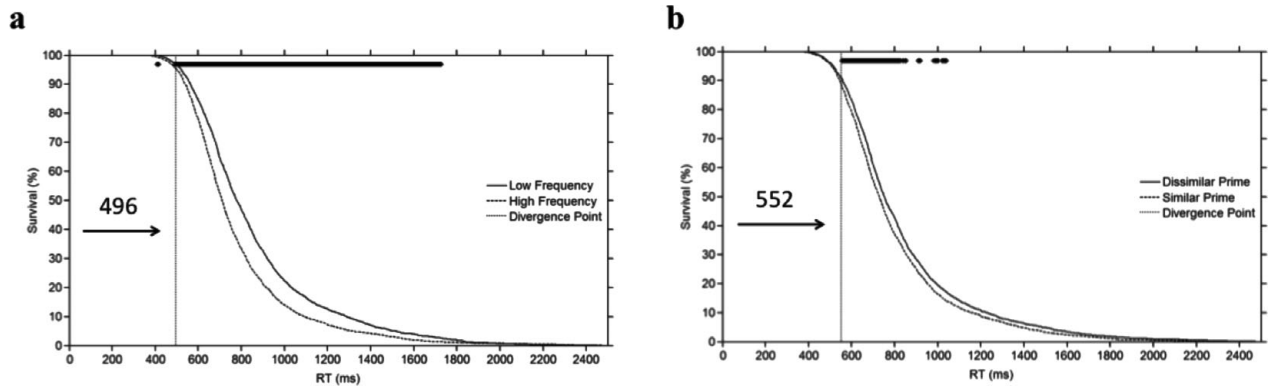 a
100
90
80
70
60
50
40
30
20
10
0
Survival (%)
496
Low Frequency
High Frequency
Divergence Point
0 200 400 600 800 1000 1200 1400 1600 1800 2000 2200 2400
RT (ms)
b
100
90
80
70
60
50
40
30
20
10
0
Survival (%)
552
Dissimilar Prime
Similar Prime
Divergence Point
0 200 400 600 800 1000 1200 1400 1600 1800 2000 2200 2400
RT (ms)